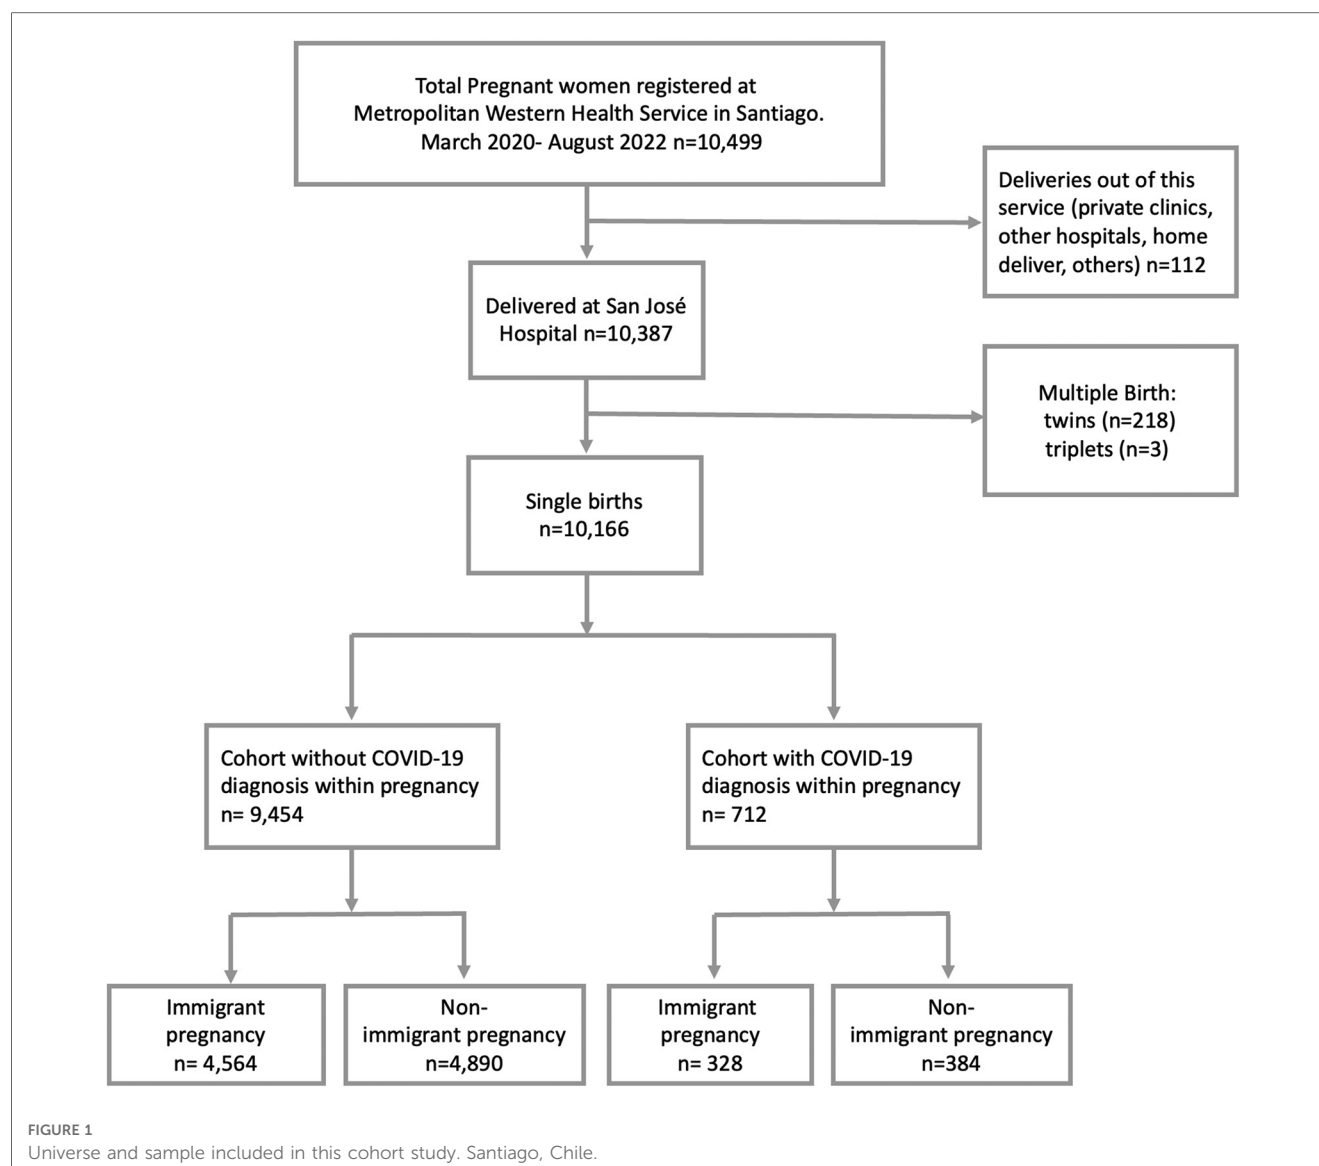 Total Pregnant women registered at
Metropolitan Western Health Service in Santiago.
March 2020- August 2022 n=10,499
Deliveries out of this
service (private clinics,
other hospitals, home
deliver, others) n=112
Delivered at San José
Hospital n=10,387
Multiple Birth:
twins (n=218)
triplets (n=3)
Single births
n=10,166
Cohort without COVID-19
diagnosis within pregnancy
n= 9,454
Cohort with COVID-19
diagnosis within pregnancy
n= 712
Immigrant
pregnancy
n= 4,564
Non-
immigrant pregnancy
n=4,890
Immigrant
pregnancy
n= 328
Non-
immigrant pregnancy
n=384
FIGURE 1
Universe and sample included in this cohort study. Santiago, Chile.